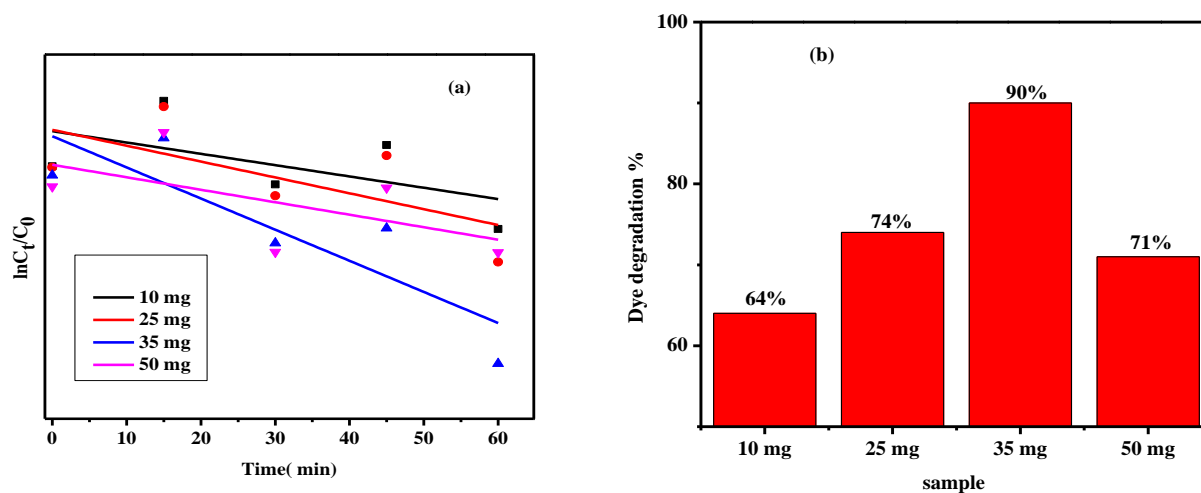 (a)
lnCt/C0
10 mg
25 mg
35 mg
50 mg
0 10 20 30 40 50 60
Time( min)
(b)
100
80
60
Dye degradation %
64%
74%
90%
71%
10 mg 25 mg 35 mg 50 mg
sample